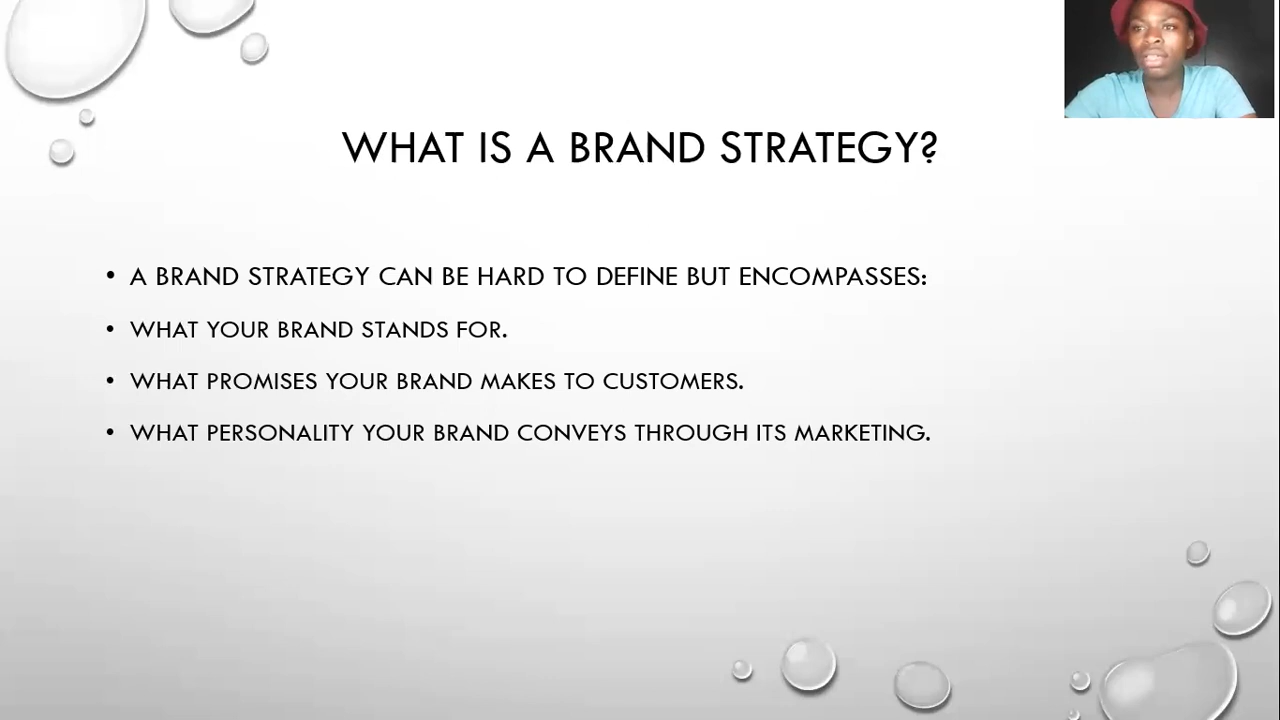 WHAT IS A BRAND STRATEGY?
• A BRAND STRATEGY CAN BE HARD TO DEFINE BUT ENCOMPASSES:
• WHAT YOUR BRAND STANDS FOR.
• WHAT PROMISES YOUR BRAND MAKES TO CUSTOMERS.
• WHAT PERSONALITY YOUR BRAND CONVEYS THROUGH ITS MARKETING.